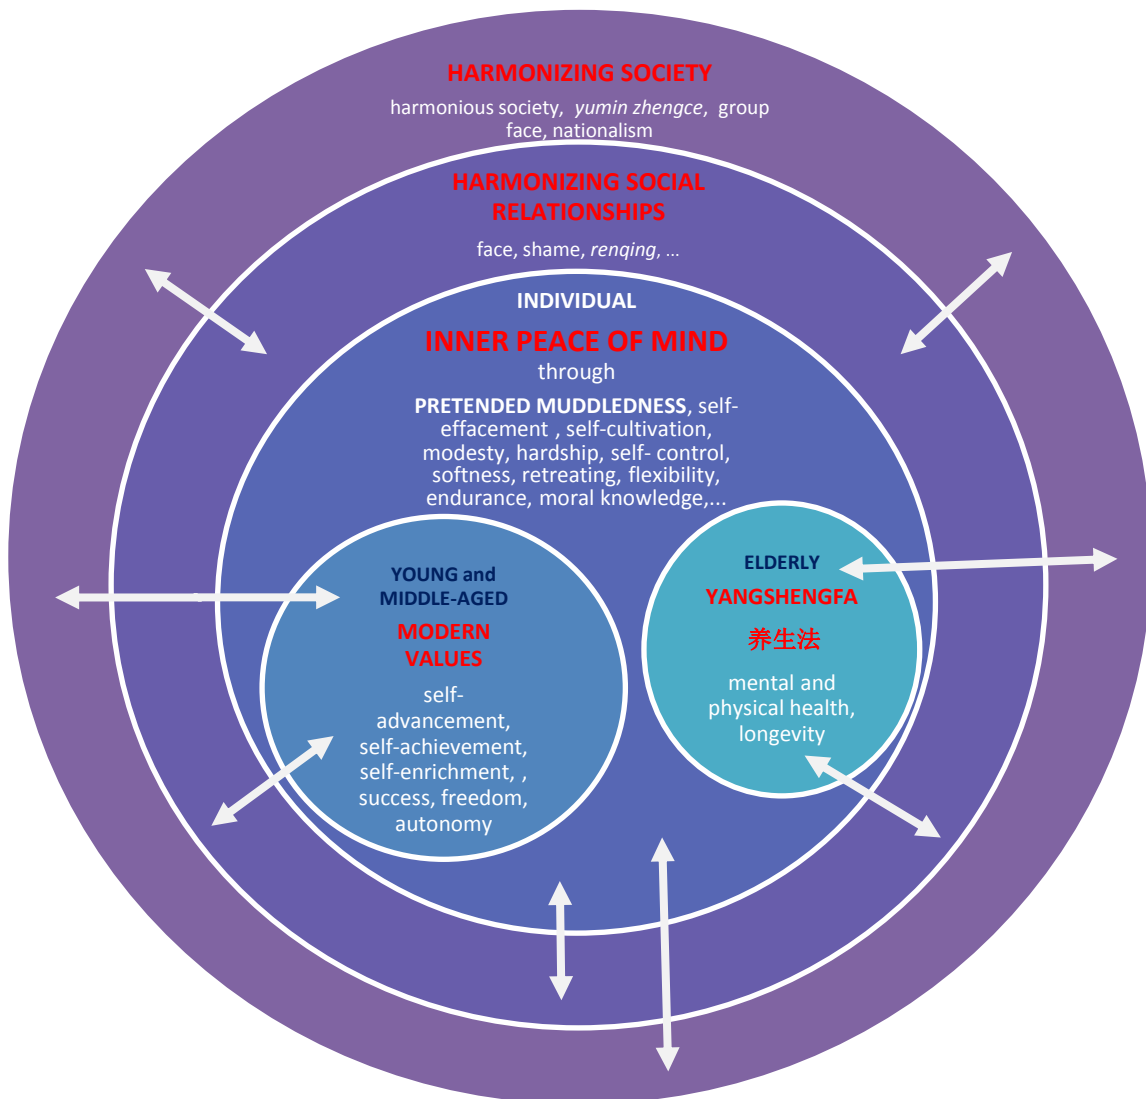 HARMONIZING SOCIETY
harmonious society, yumin zhengce, group
face, nationalism
HARMONIZING SOCIAL
RELATIONSHIPS
face, shame, renqing, ...
INDIVIDUAL
INNER PEACE OF MIND
through
PRETENDED MUDDLEDNESS, self-
effacement , self-cultivation,
modesty, hardship, self- control,
softness, retreating, flexibility,
endurance, moral knowledge,...
YOUNG and
MIDDLE-AGED
MODERN
VALUES
self-
advancement,
self-achievement,
self-enrichment, ,
success, freedom,
autonomy
ELDERLY
YANGSHENGFA
养生法
mental and
physical health,
longevity